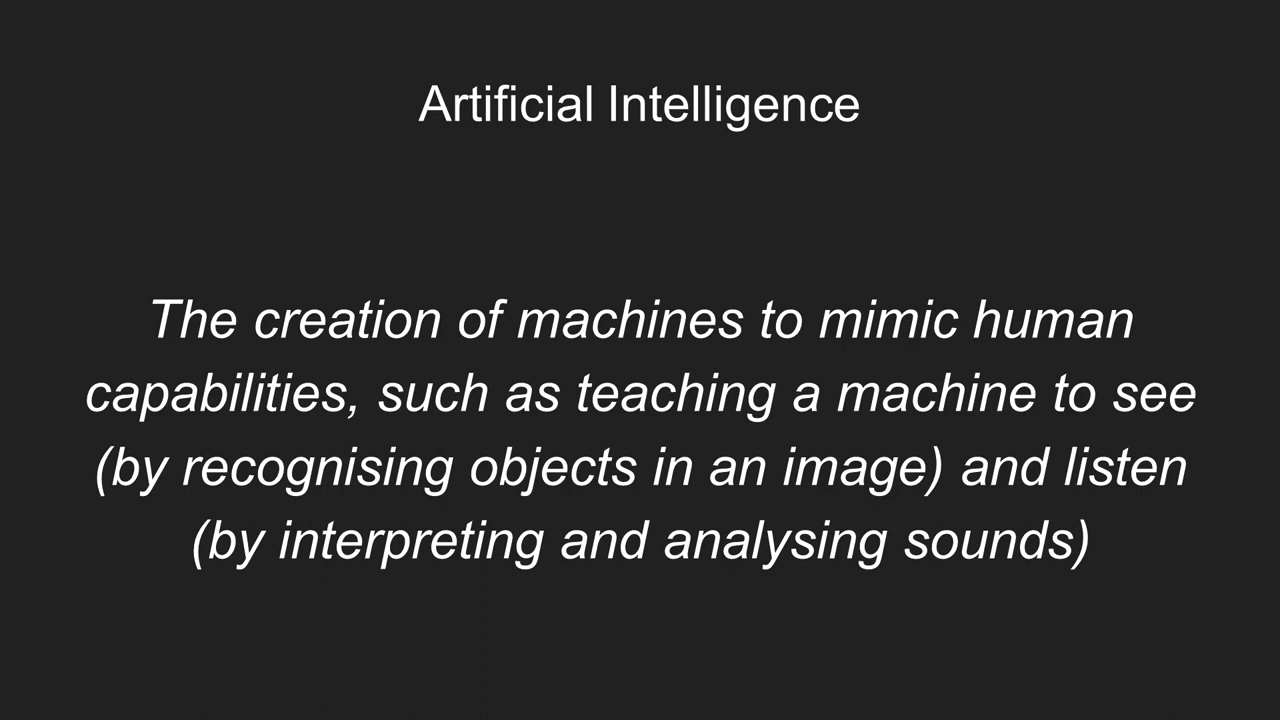 Artificial Intelligence
The creation of machines to mimic human
capabilities, such as teaching a machine to see
(by recognising objects in an image) and listen
(by interpreting and analysing sounds)